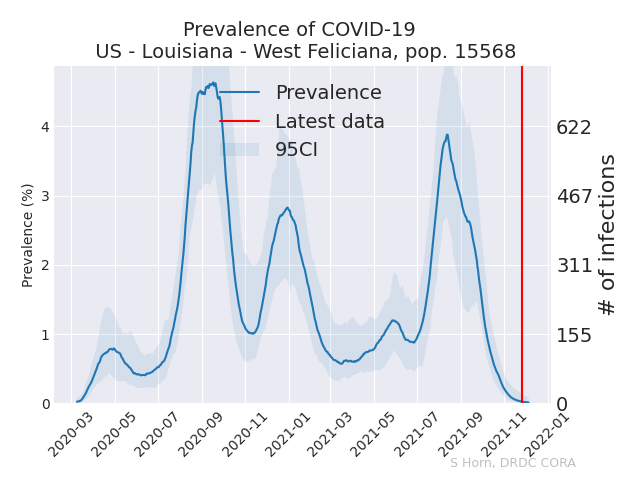 Prevalence of COVID-19
US - Louisiana - West Feliciana, pop. 15568
Prevalence
Latest data
95CI
Prevalence (%)
4
3
2
1
0
# of infections
622
467
311
155
0
2020-03
2020-05
2020-07
2020-09
2020-11
2021-01
2021-03
2021-05
2021-07
2021-09
2021-11
2022-01
S Horn, DRDC CORA